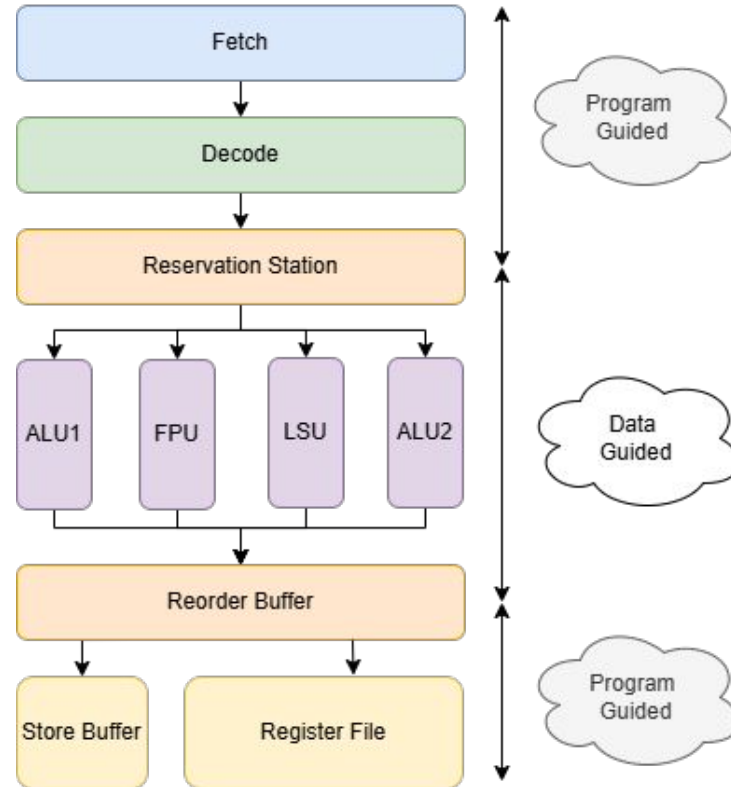 Fetch
Program
Guided
Decode
Reservation Station
ALU1
FPU
LSU
ALU2
Data
Guided
Reorder Buffer
Program
Guided
Store Buffer
Register File